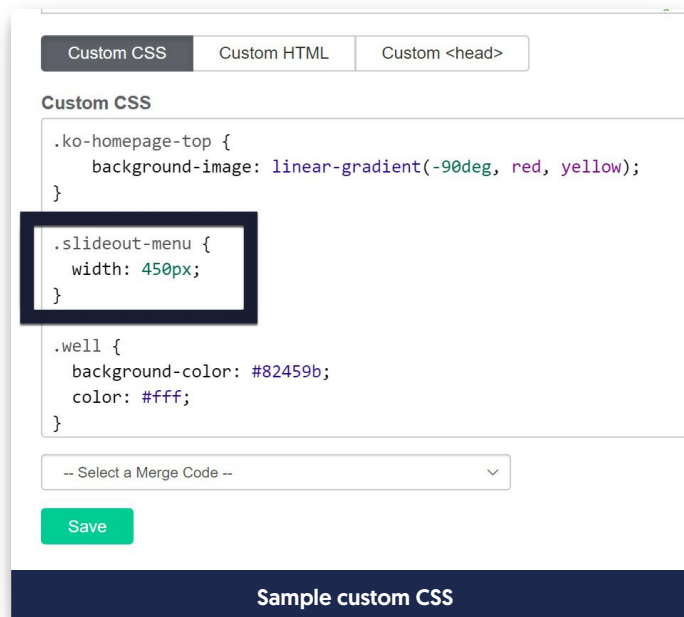 Custom CSS
Custom HTML
Custom <head>
Custom CSS
.ko-homepage-top {
    background-image: linear-gradient(-90deg, red, yellow);
}
.slideout-menu {
  width: 450px;
}
.well {
  background-color: #82459b;
  color: #fff;
}
-- Select a Merge Code --
Save
Sample custom CSS